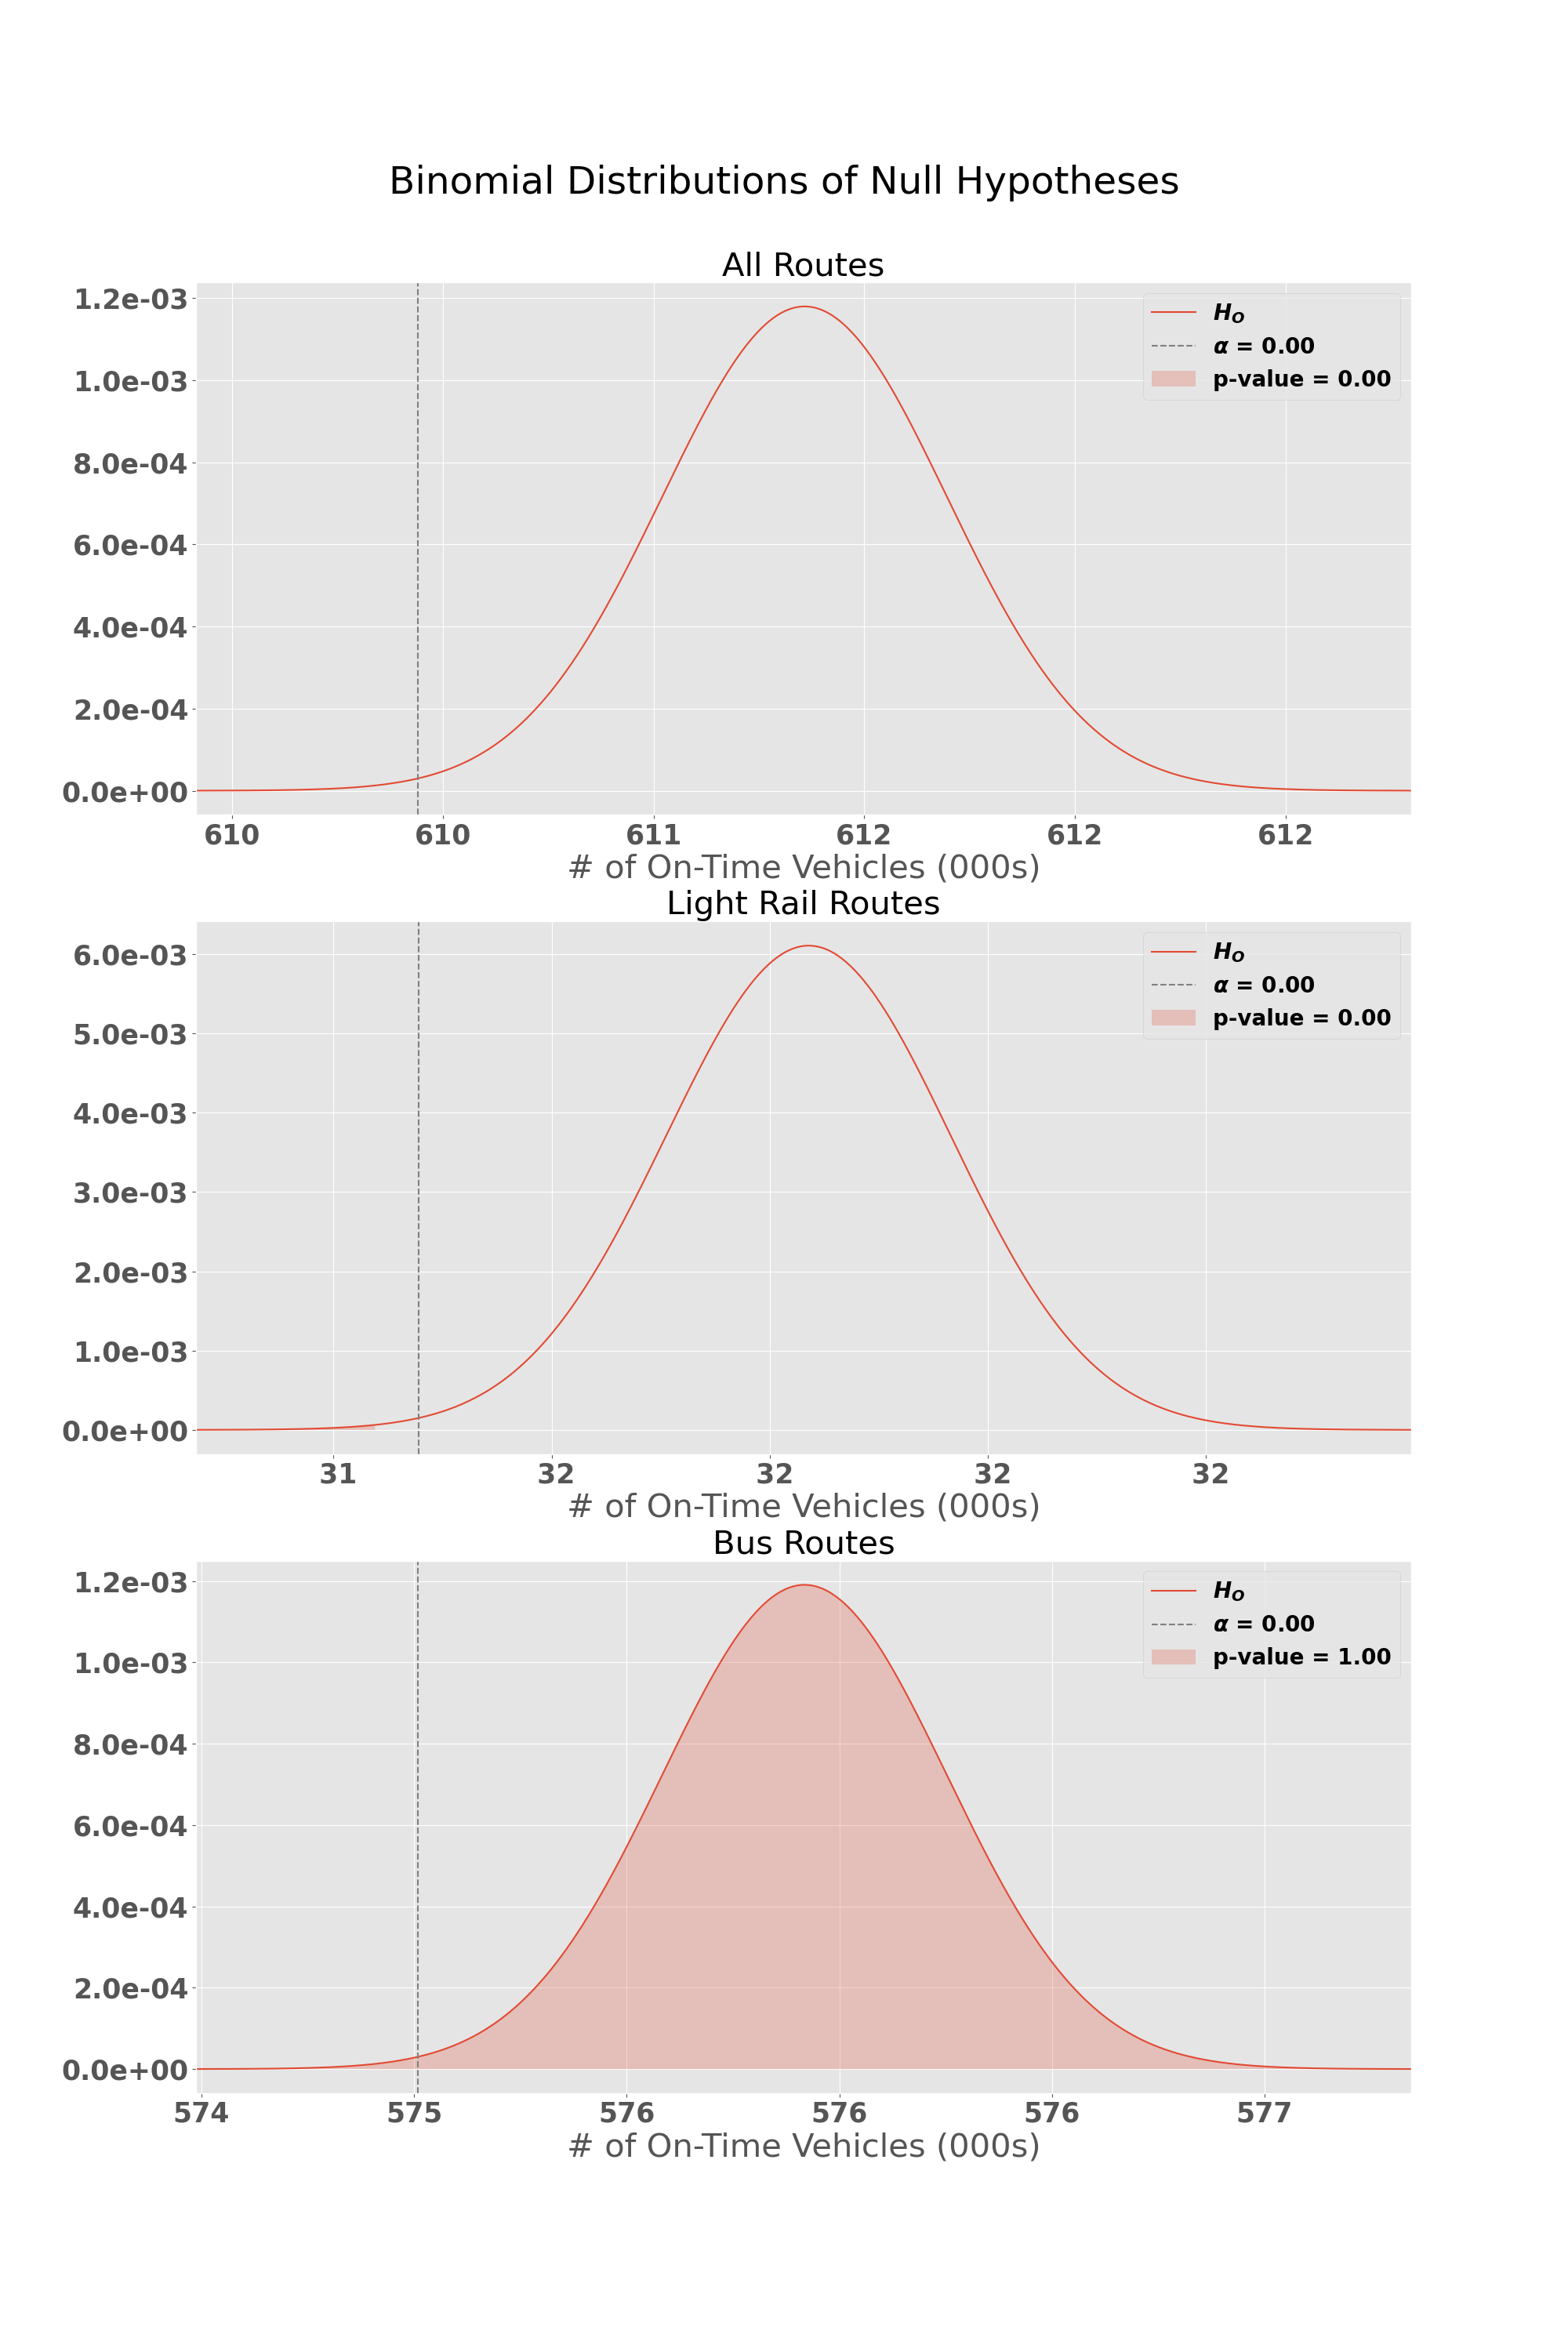 Binomial Distributions of Null Hypotheses
All Routes
1.2e-03
1.0e-03
8.0e-04
6.0e-04
4.0e-04
2.0e-04
0.0e+00
H_O
α = 0.00
p-value = 0.00
610 610 611 612 612 612
# of On-Time Vehicles (000s)
Light Rail Routes
6.0e-03
5.0e-03
4.0e-03
3.0e-03
2.0e-03
1.0e-03
0.0e+00
H_O
α = 0.00
p-value = 0.00
31 32 32 32 32
# of On-Time Vehicles (000s)
Bus Routes
1.2e-03
1.0e-03
8.0e-04
6.0e-04
4.0e-04
2.0e-04
0.0e+00
H_O
α = 0.00
p-value = 1.00
574 575 576 576 576 577
# of On-Time Vehicles (000s)